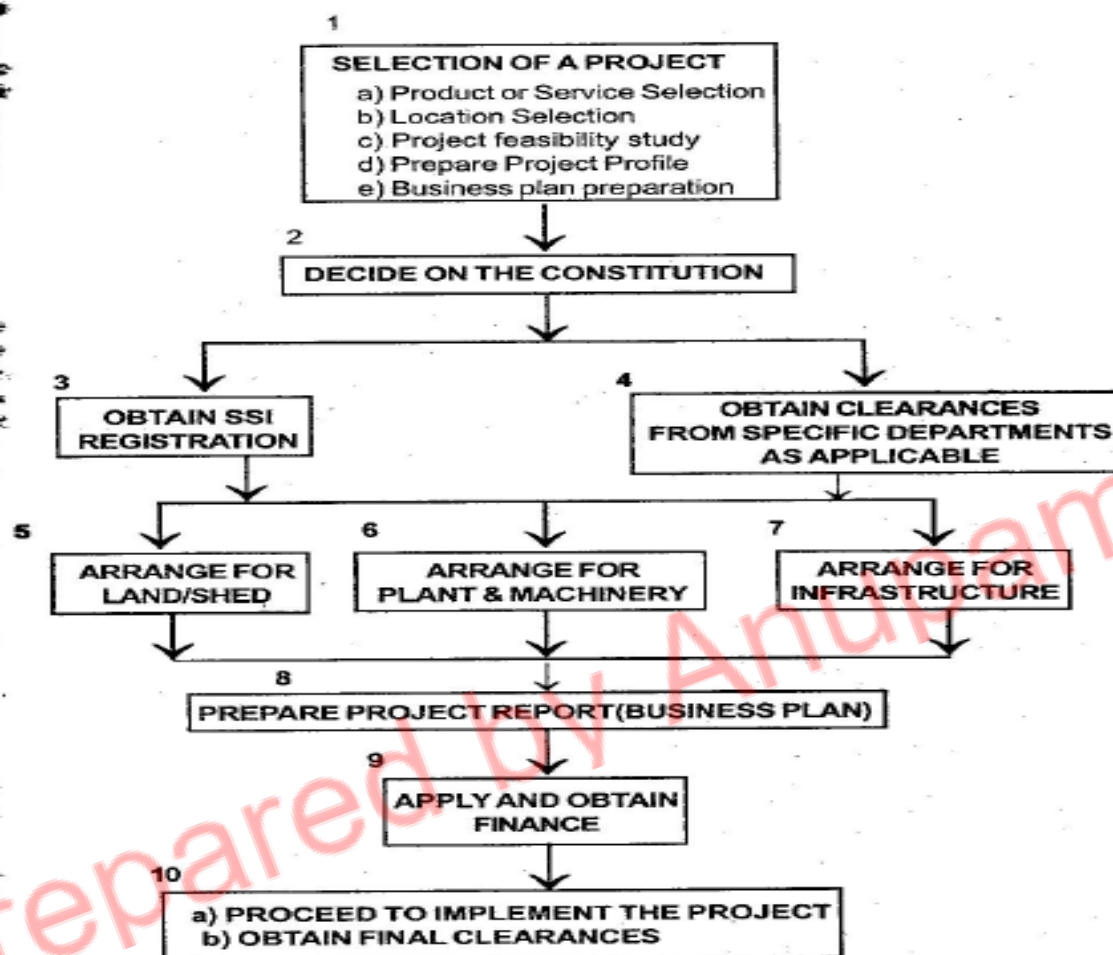 1
SELECTION OF A PROJECT
a) Product or Service Selection
b) Location Selection
c) Project feasibility study
d) Prepare Project Profile
e) Business plan preparation
2
DECIDE ON THE CONSTITUTION
3
OBTAIN SSI
REGISTRATION
4
OBTAIN CLEARANCES
FROM SPECIFIC DEPARTMENTS
AS APPLICABLE
5
ARRANGE FOR
LAND/SHED
6
ARRANGE FOR
PLANT & MACHINERY
7
ARRANGE FOR
INFRASTRUCTURE
8
PREPARE PROJECT REPORT(BUSINESS PLAN)
9
APPLY AND OBTAIN
FINANCE
10
a) PROCEED TO IMPLEMENT THE PROJECT
b) OBTAIN FINAL CLEARANCES
repared by Anupam